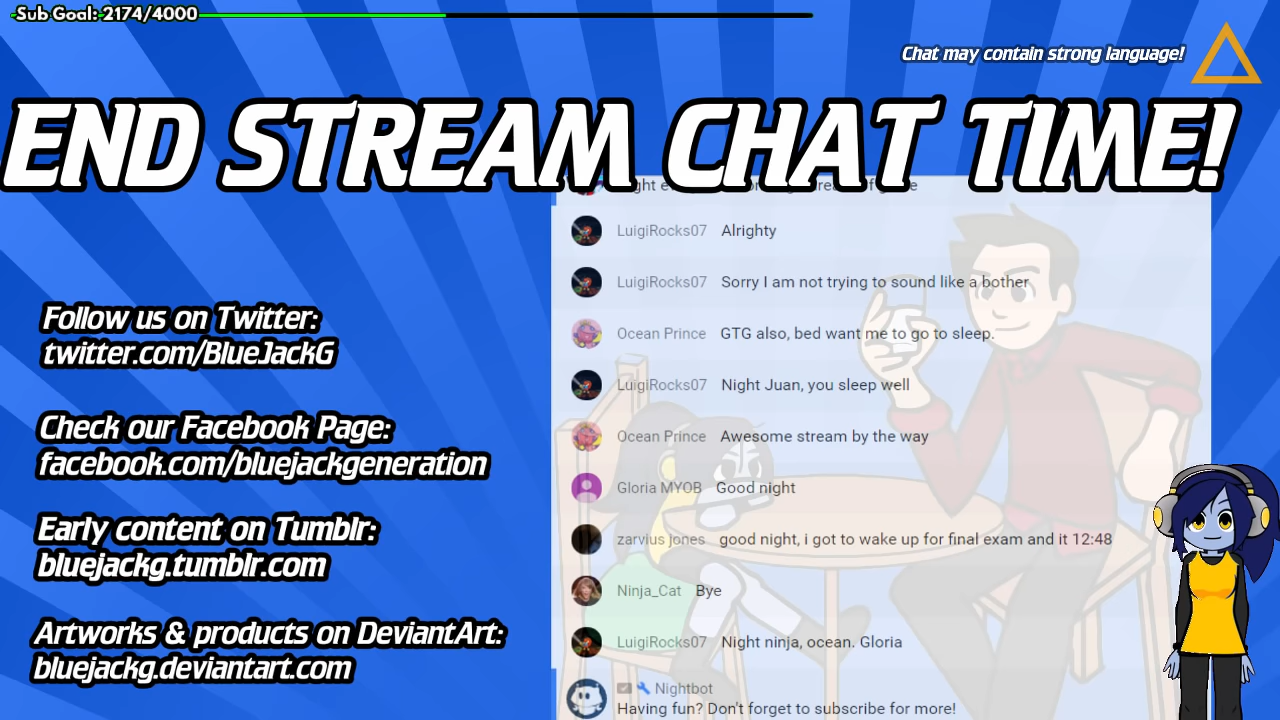 Sub Goal: 2174/4000
Chat may contain strong language!
END STREAM CHAT TIME!
Follow us on Twitter:
twitter.com/BlueJackG
Check our Facebook Page:
facebook.com/bluejackgeneration
Early content on Tumblr:
bluejackg.tumblr.com
Artworks & products on DeviantArt:
bluejackg.deviantart.com
LuigiRocks07 Alrighty
LuigiRocks07 Sorry I am not trying to sound like a bother
Ocean Prince GTG also, bed want me to go to sleep.
LuigiRocks07 Night Juan, you sleep well
Ocean Prince Awesome stream by the way
Gloria MYOB Good night
zarvius jones good night, i got to wake up for final exam and it 12:48
Ninja_Cat Bye
LuigiRocks07 Night ninja, ocean. Gloria
Nightbot
Having fun? Don't forget to subscribe for more!